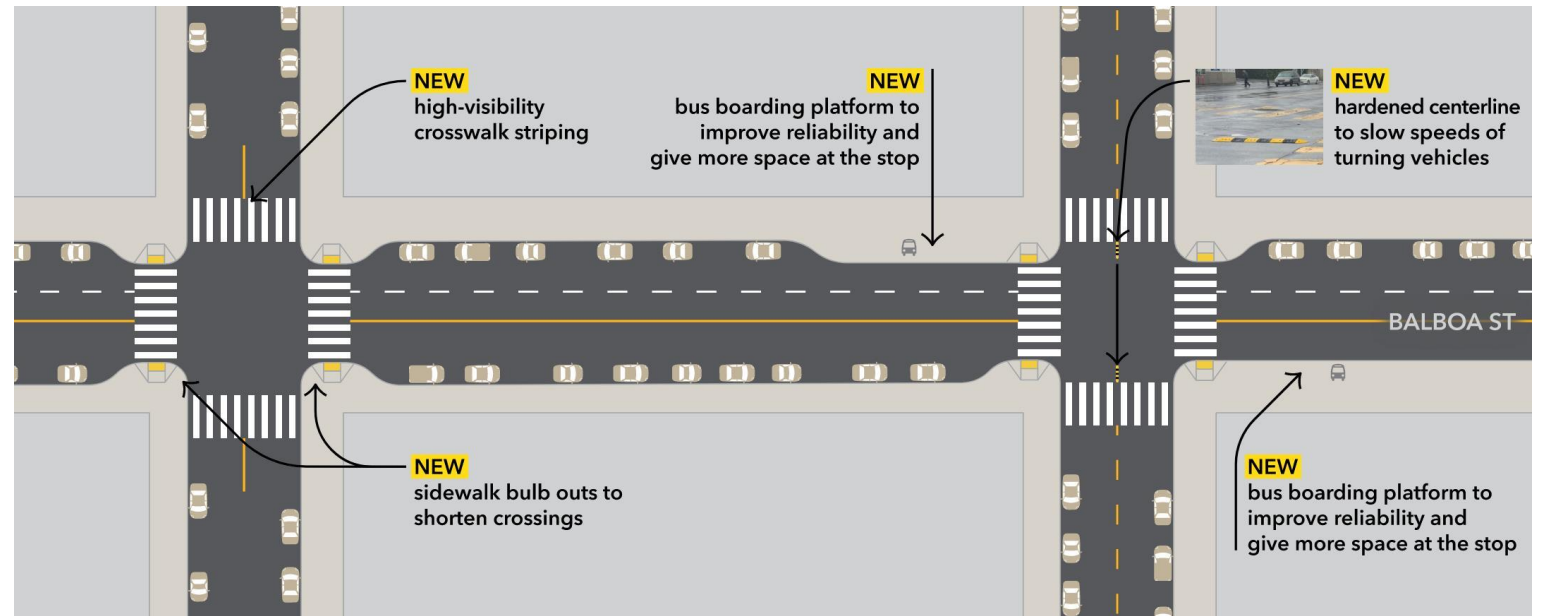 NEW
high-visibility
crosswalk striping
NEW
bus boarding platform to
improve reliability and
give more space at the stop
NEW
hardened centerline
to slow speeds of
turning vehicles
BALBOA ST
NEW
sidewalk bulb outs to
shorten crossings
NEW
bus boarding platform to
improve reliability and
give more space at the stop